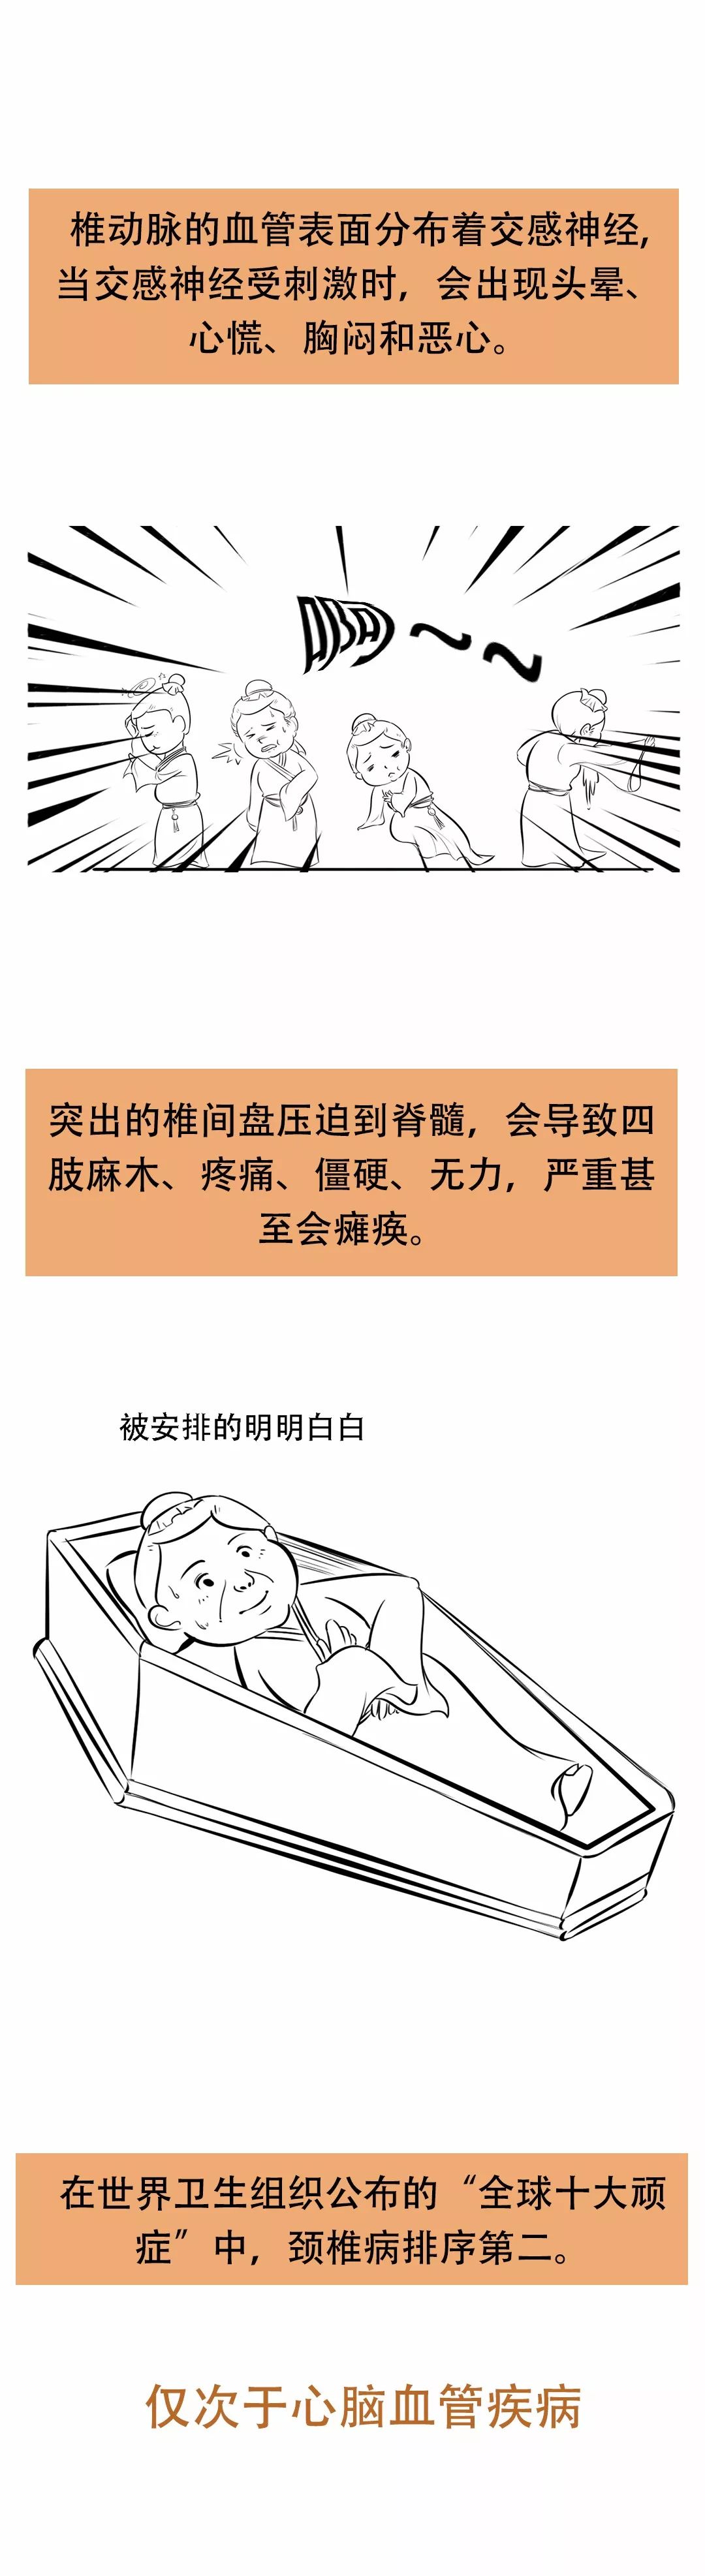 椎动脉的血管表面分布着交感神经,
当交感神经受刺激时，会出现头晕、
心慌、胸闷和恶心。
啊~~
突出的椎间盘压迫到脊髓，会导致四
肢麻木、疼痛、僵硬、无力，严重甚
至会瘫痪。
被安排的明明白白
在世界卫生组织公布的“全球十大顽
症”中，颈椎病排序第二。
仅次于心脑血管疾病